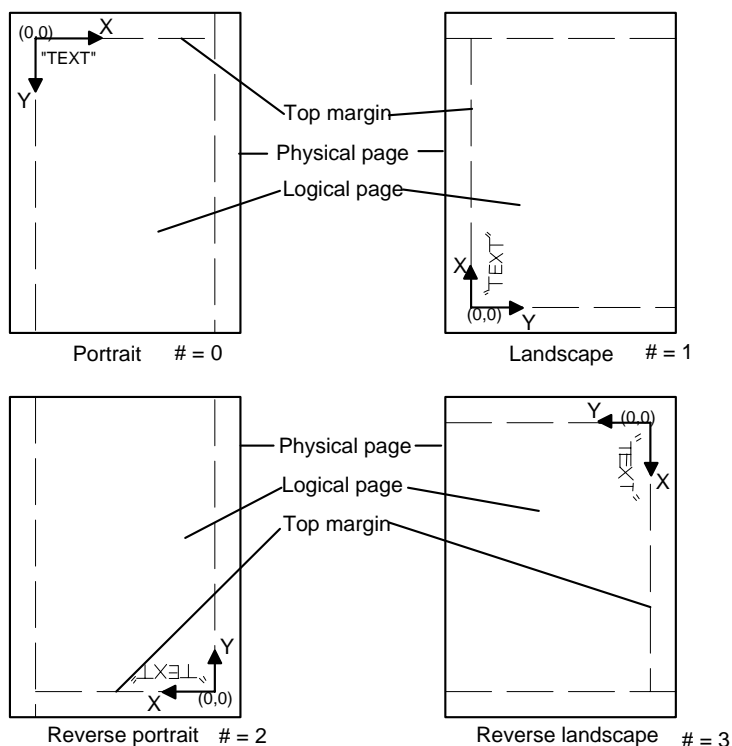 (0,0) X
"TEXT"
Y
Top margin
Physical page
Logical page
X "TEXT"
(0,0) Y
Portrait # = 0
Landscape # = 1
Y (0,0)
"TEXT"
X
Physical page
Logical page
Top margin
Y
"TEXT"
X (0,0)
Reverse portrait # = 2
Reverse landscape # = 3